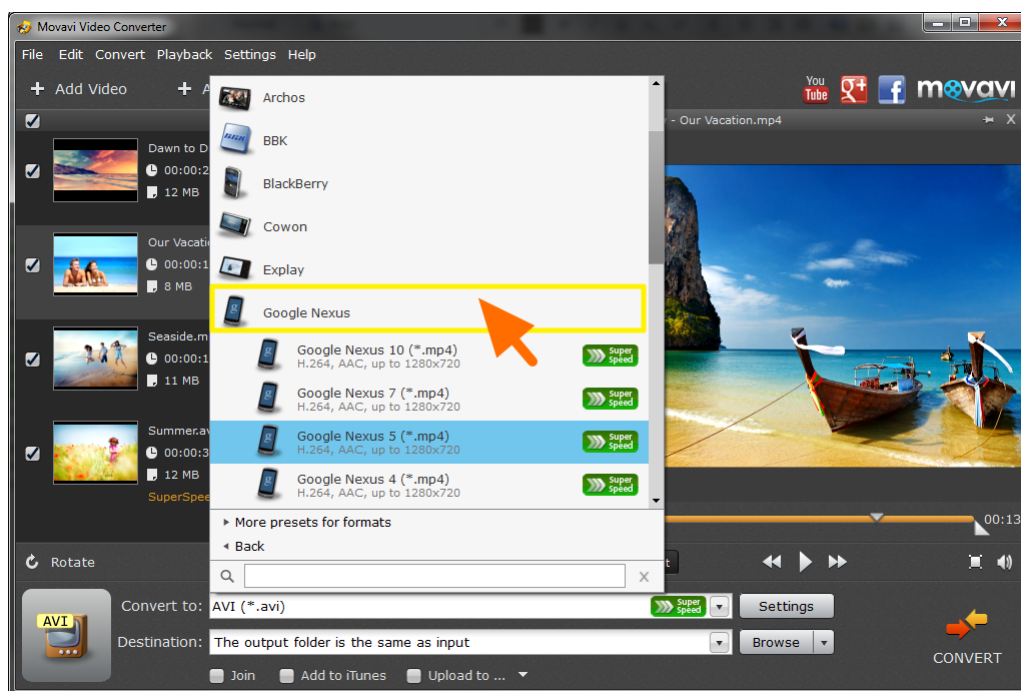 Movavi Video Converter
File Edit Convert Playback Settings Help
+ Add Video + A
You Tube g+ f movavi
- Our Vacation.mp4 X
Archos
BBK
BlackBerry
Cowon
Explay
Google Nexus
Google Nexus 10 (*.mp4)
H.264, AAC, up to 1280x720
Super Speed
Google Nexus 7 (*.mp4)
H.264, AAC, up to 1280x720
Super Speed
Google Nexus 5 (*.mp4)
H.264, AAC, up to 1280x720
Super Speed
Google Nexus 4 (*.mp4)
H.264, AAC, up to 1280x720
Super Speed
More presets for formats
Back
X
Dawn to D
00:00:2
12 MB
Our Vacati
00:00:1
8 MB
Seaside.m
00:00:1
11 MB
Summer.av
00:00:3
12 MB
SuperSpee
00:13
Rotate
t
Convert to: AVI (*.avi) Super Speed Settings
AVI
Destination: The output folder is the same as input Browse
CONVERT
Join Add to iTunes Upload to ...